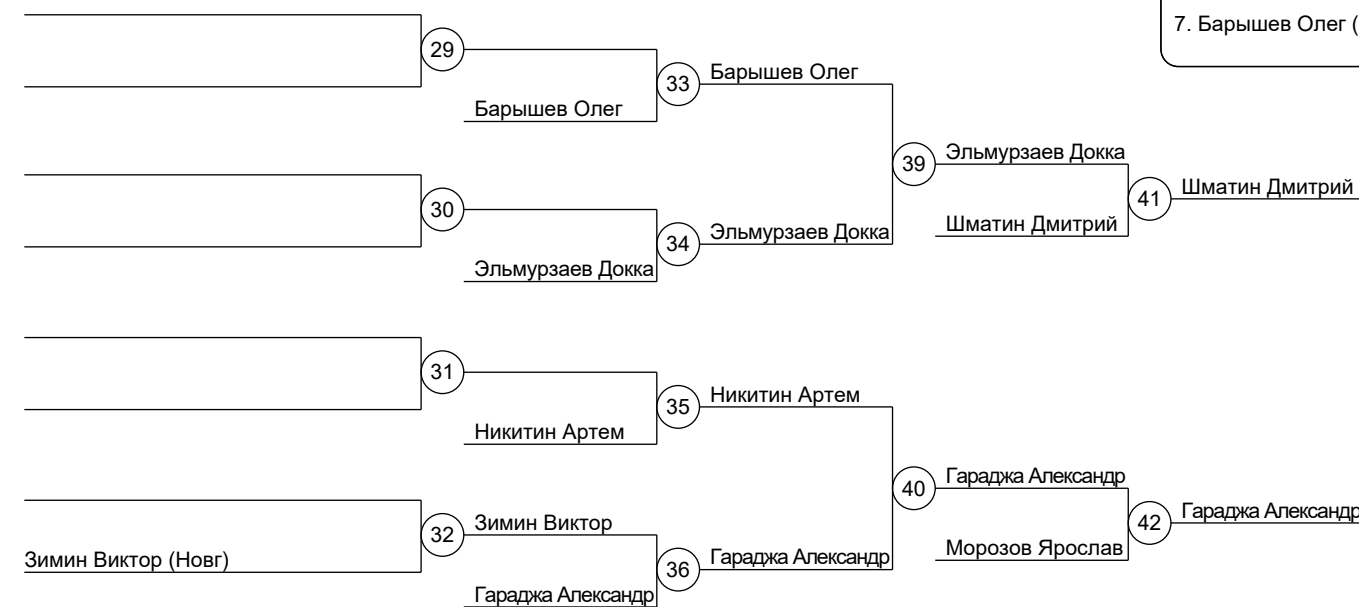 7. Барышев Олег (
29
33
Барышев Олег
Барышев Олег
39
Эльмурзаев Докка
41
Шматин Дмитрий
30
34
Эльмурзаев Докка
Шматин Дмитрий
Эльмурзаев Докка
31
35
Никитин Артем
Никитин Артем
40
Гараджа Александр
42
Гараджа Александр
32
Зимин Виктор
Морозов Ярослав
Зимин Виктор (Новг)
36
Гараджа Александр
Гараджа Александр